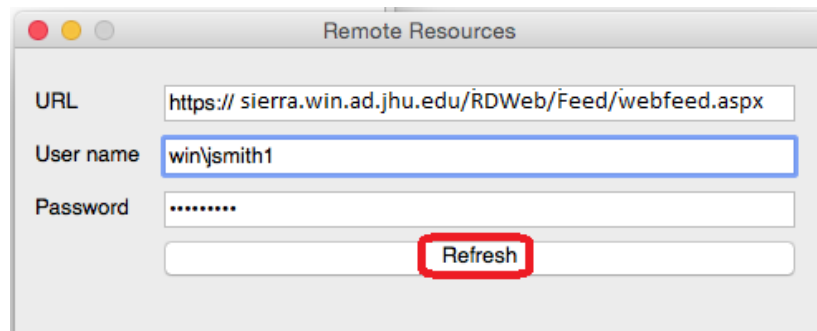 Remote Resources
URL https:// sierra.win.ad.jhu.edu/RDWeb/Feed/webfeed.aspx
User name win\jsmith1
Password •••••••••
Refresh